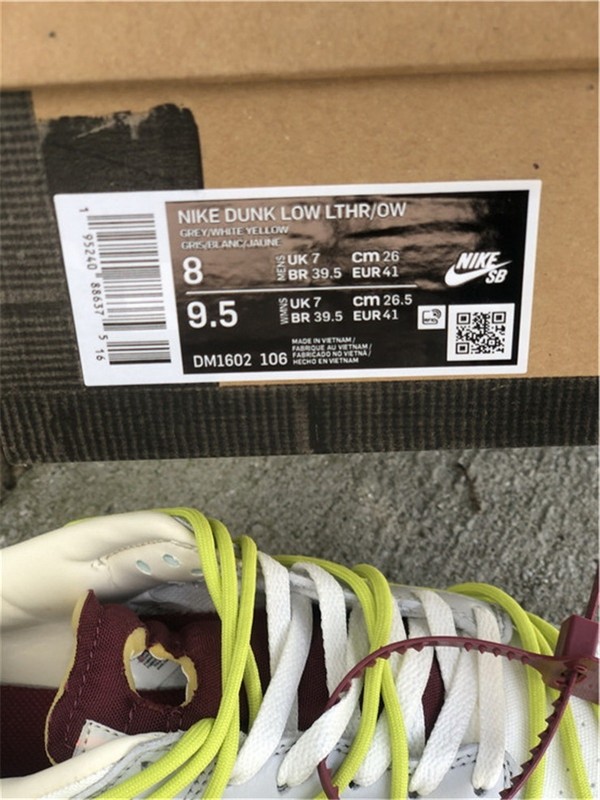 NIKE DUNK LOW LTHR/OW
GREY/WHITE YELLOW
GRIS/BLANC/JAUNE
8 MENS UK 7 cm 26
BR 39.5 EUR 41
9.5 WMNS UK 7 cm 26.5
BR 39.5 EUR 41
DM1602 106
MADE IN VIETNAM /
FABRIQUE AU VIETNAM /
FABRICADO NO VIETNÃ /
HECHO EN VIETNAM
NIKE
SB
1 95240 88637 5 16